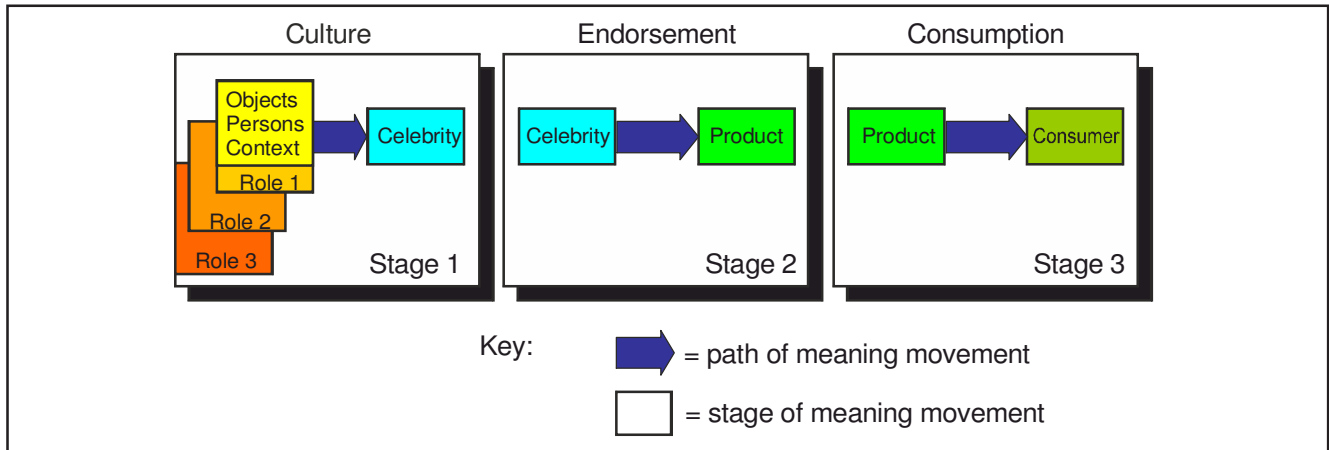 Culture
Endorsement
Consumption
Objects
Persons
Context
Role 1
Role 2
Role 3
Celebrity
Stage 1
Celebrity
Product
Stage 2
Product
Consumer
Stage 3
Key:
= path of meaning movement
= stage of meaning movement